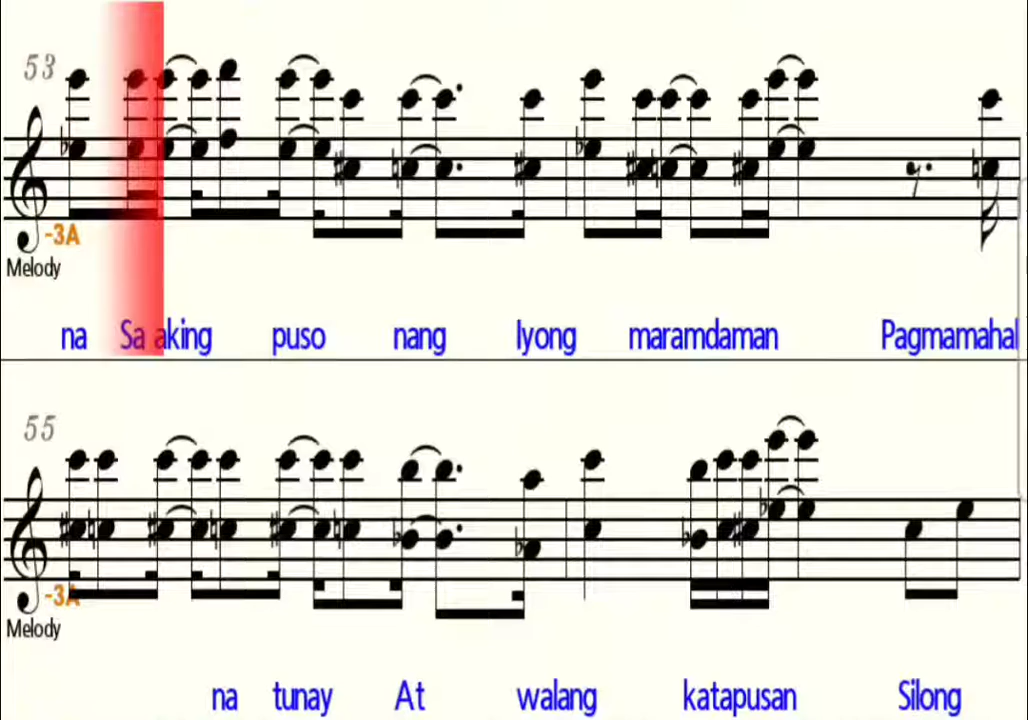 53
-3A
Melody
na Sa aking puso nang Iyong maramdaman Pagmamahal
55
-3A
Melody
na tunay At walang katapusan Silong